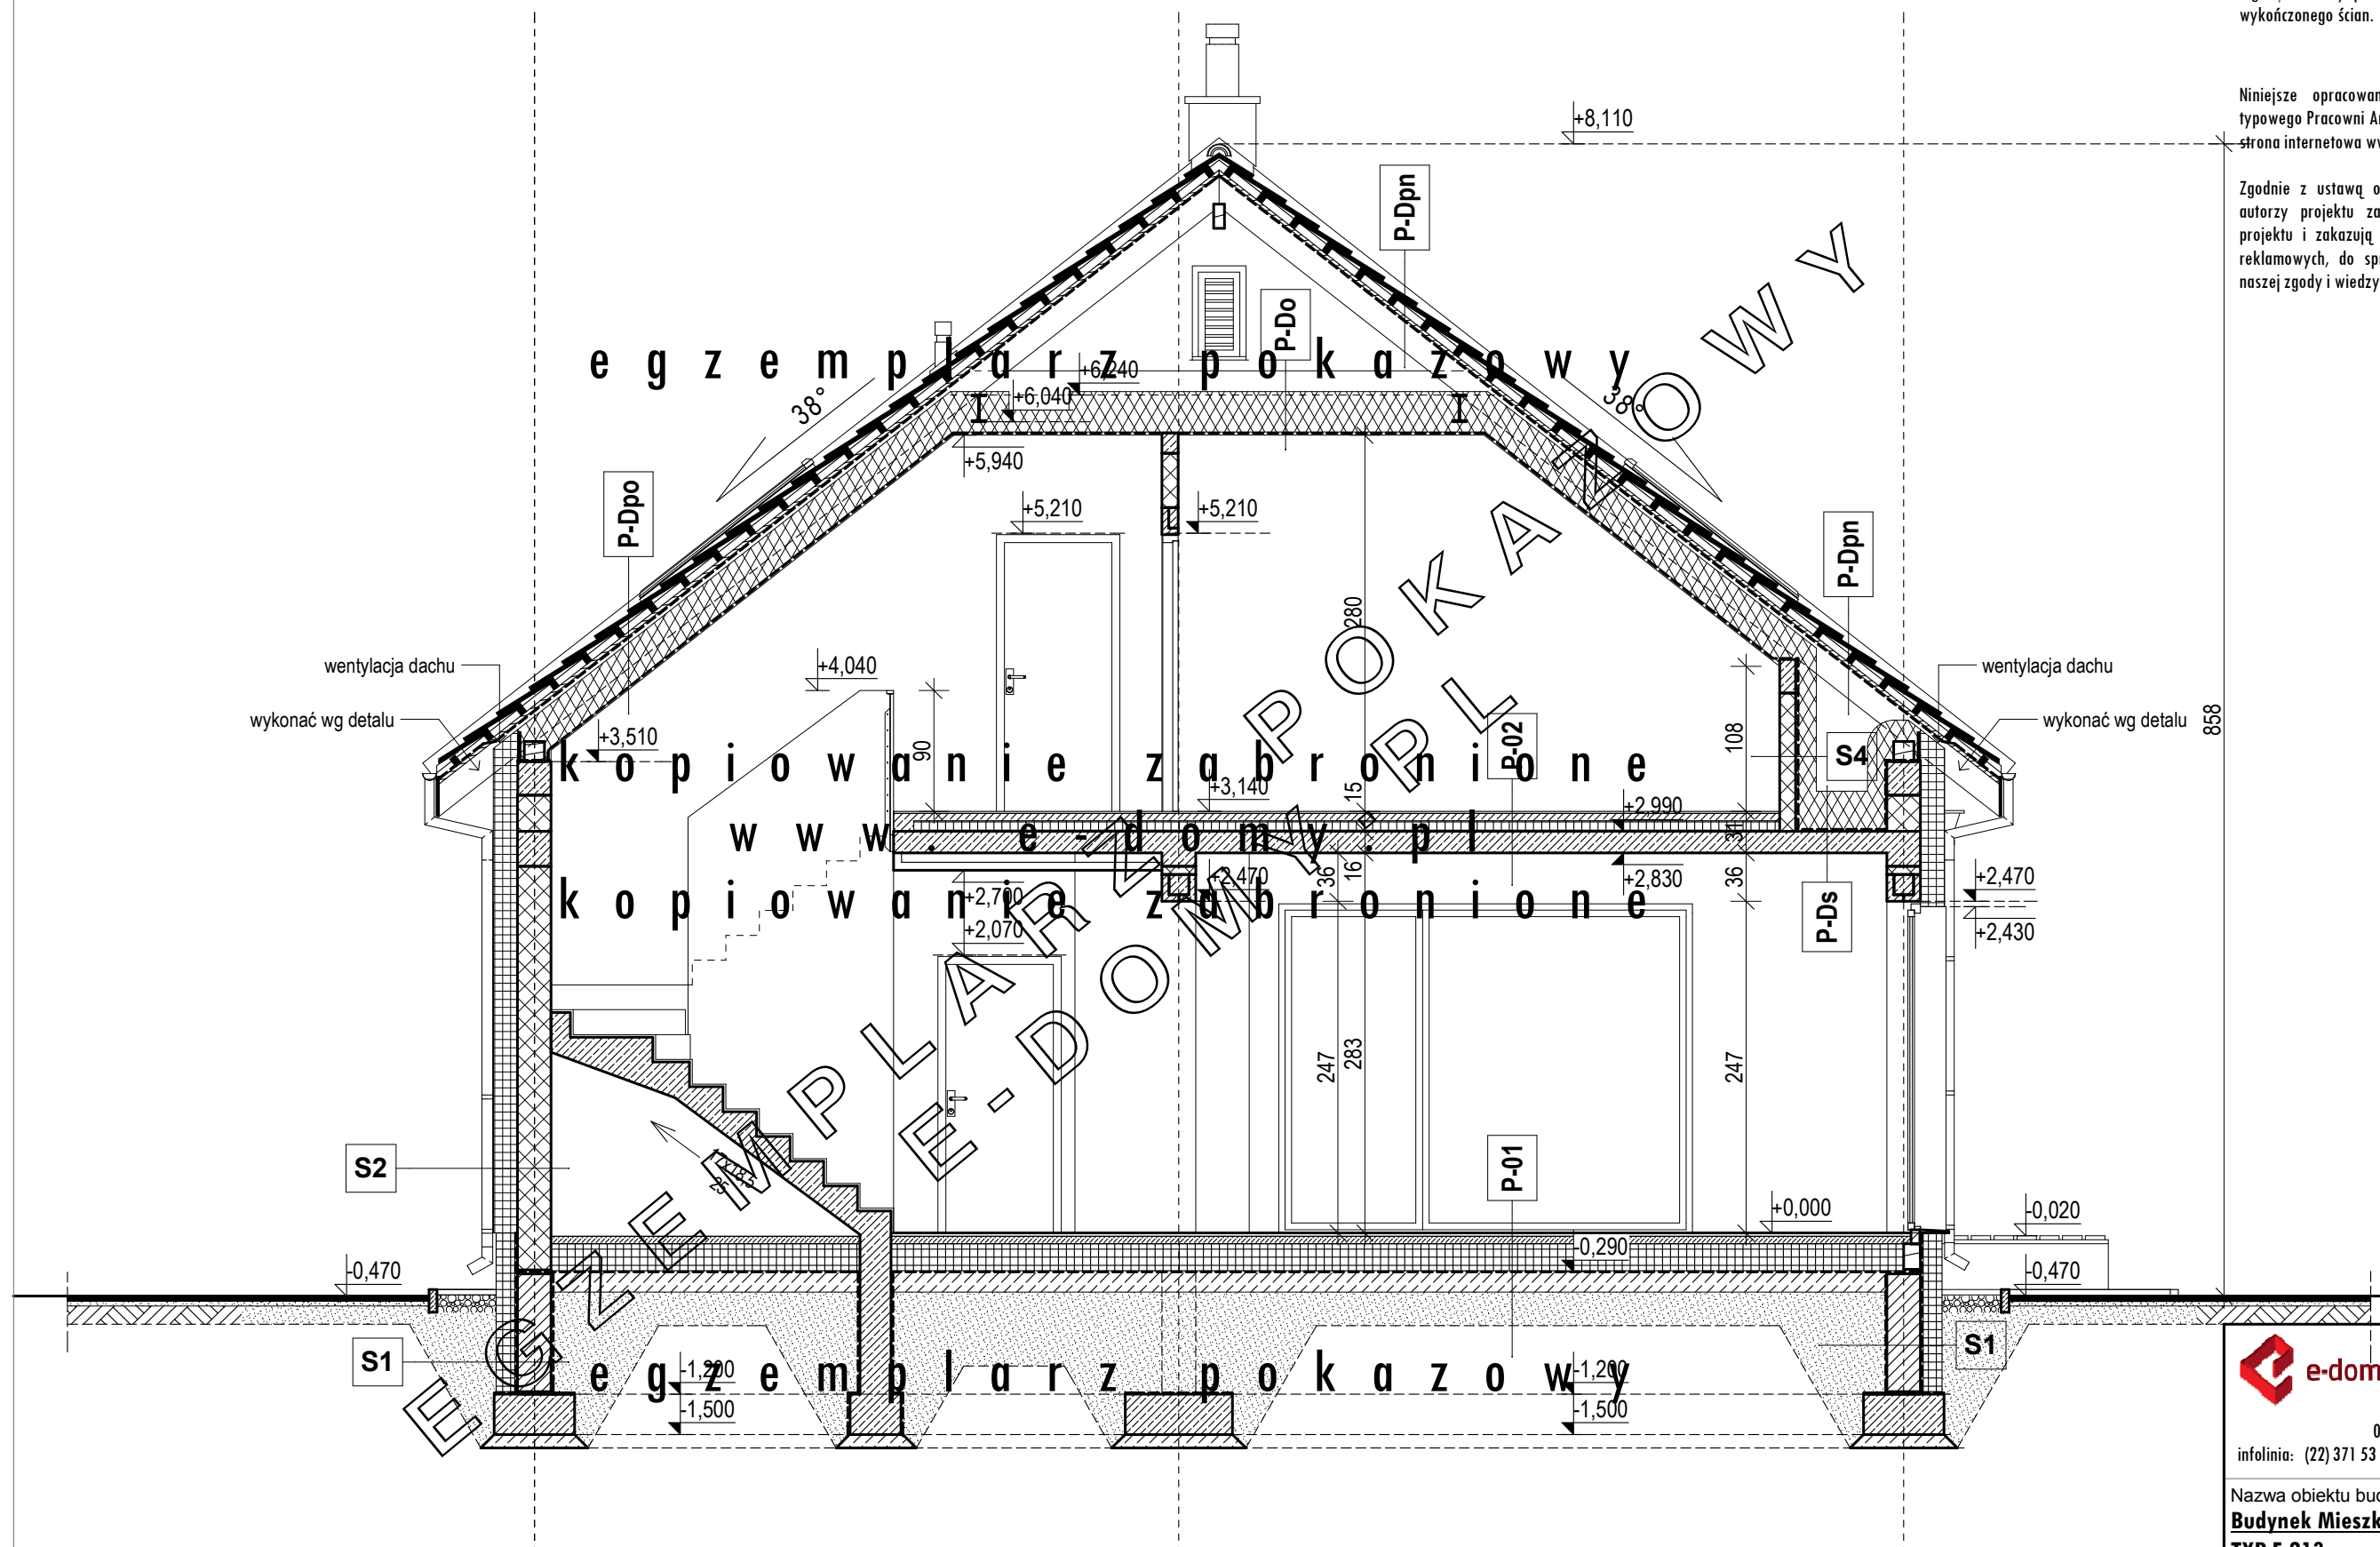 wykończonego ścian.
Niniejsze opracowan
typowego Pracowni A
strona internetowa w
Zgodnie z ustawą o
autorzy projektu za
projektu i zakazują
reklamowych, do sp
naszej zgody i wiedzy
+8,110
P-Dpn
P-Do
egzemplarz pokazowy
+6,240
+6,040
38°
38°
+5,940
P-Dpo
+5,210
+5,210
P-Dpn
280
wentylacja dachu
+4,040
wentylacja dachu
wykonać wg detalu
wykonać wg detalu
858
+3,510
90
P-02
108
S4
kopiowanie zabronione
+3,140
15
+2,990
www.e-domy.pl
31
16
36
+2,470
+2,830
36
+2,470
+2,700
kopiowanie zabronione
P-Ds
+2,070
+2,430
247
283
247
S2
17x18,5
25
P-01
+0,000
-0,020
-0,290
-0,470
-0,470
S1
S1
-1,200
-1,200
egzemplarz pokazowy
-1,500
-1,500
EGZEMPLARZ POKAZOWY
E-DOMY.PL
e-dom
0
infolinia: (22) 371 53
Nazwa obiektu bud
Budynek Mieszk